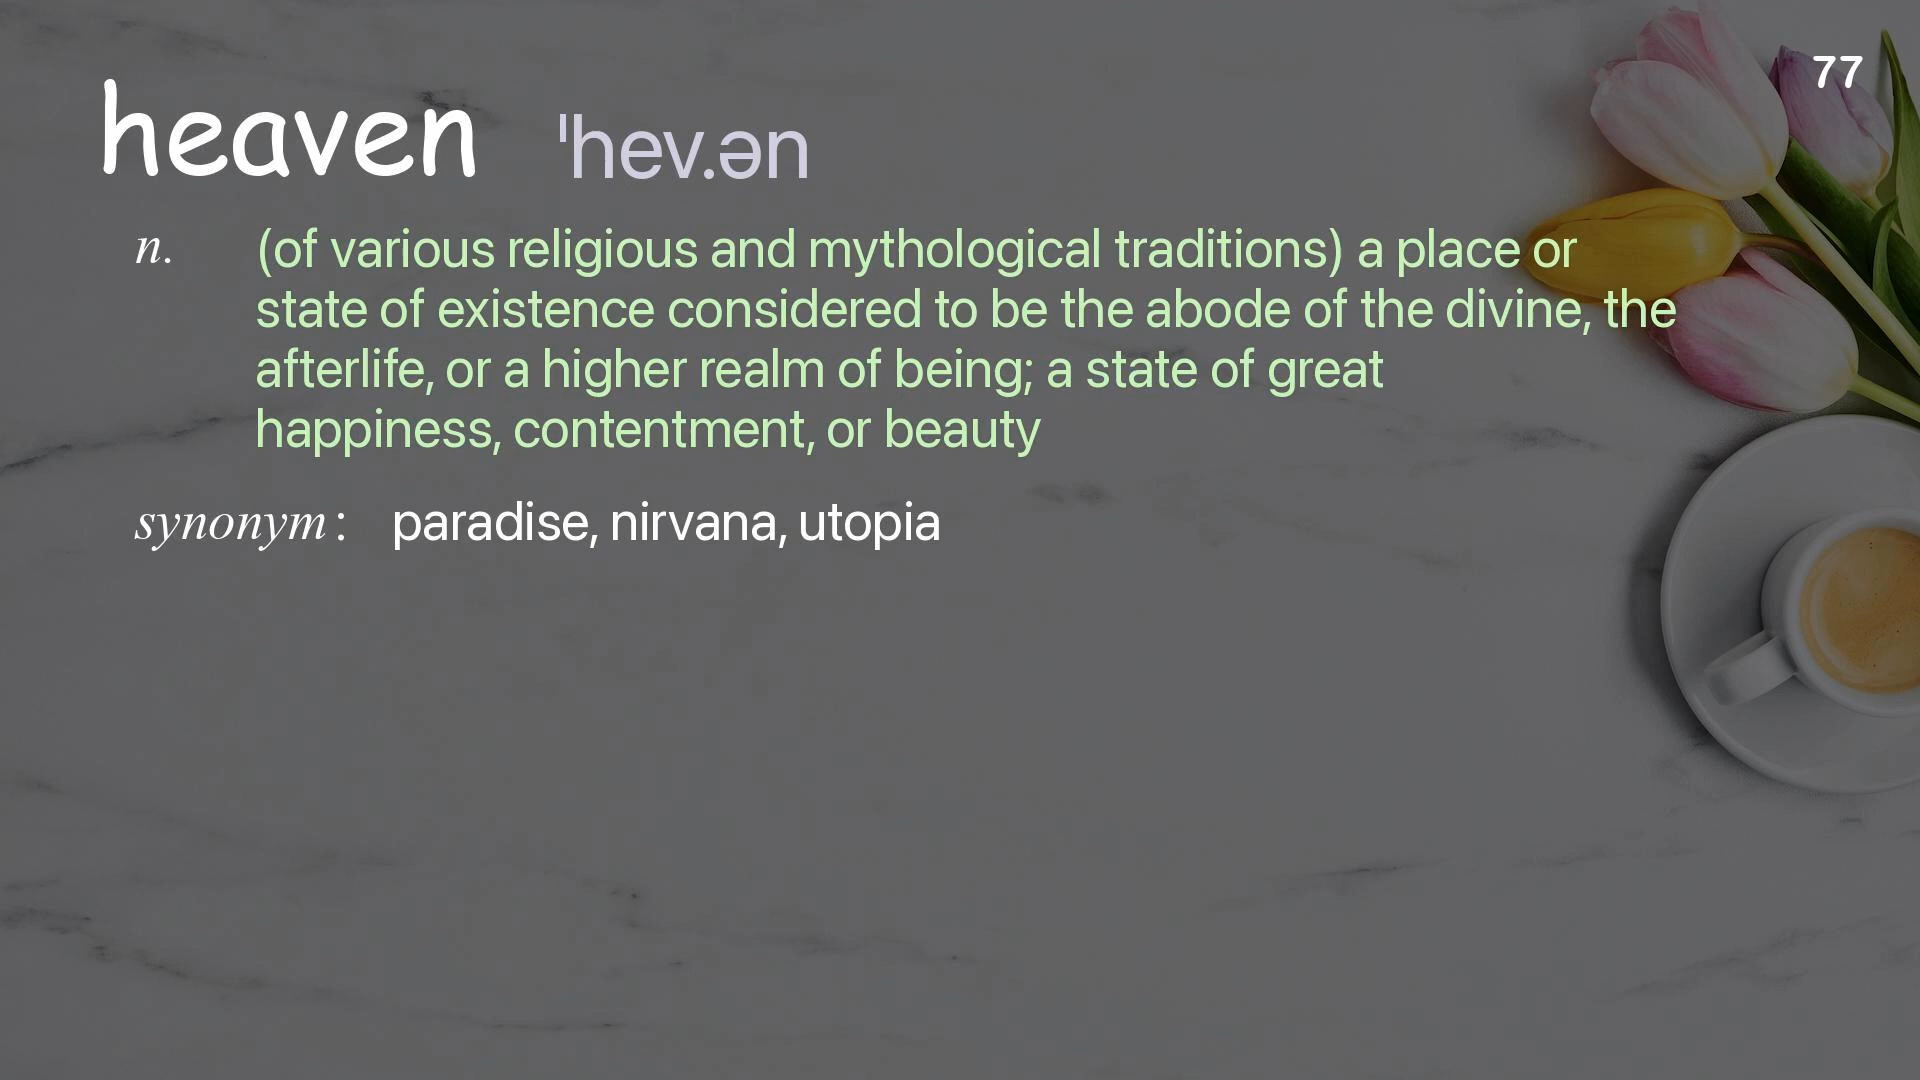 77
heaven ˈhev.ən
n. (of various religious and mythological traditions) a place or
state of existence considered to be the abode of the divine, the
afterlife, or a higher realm of being; a state of great
happiness, contentment, or beauty
synonym : paradise, nirvana, utopia